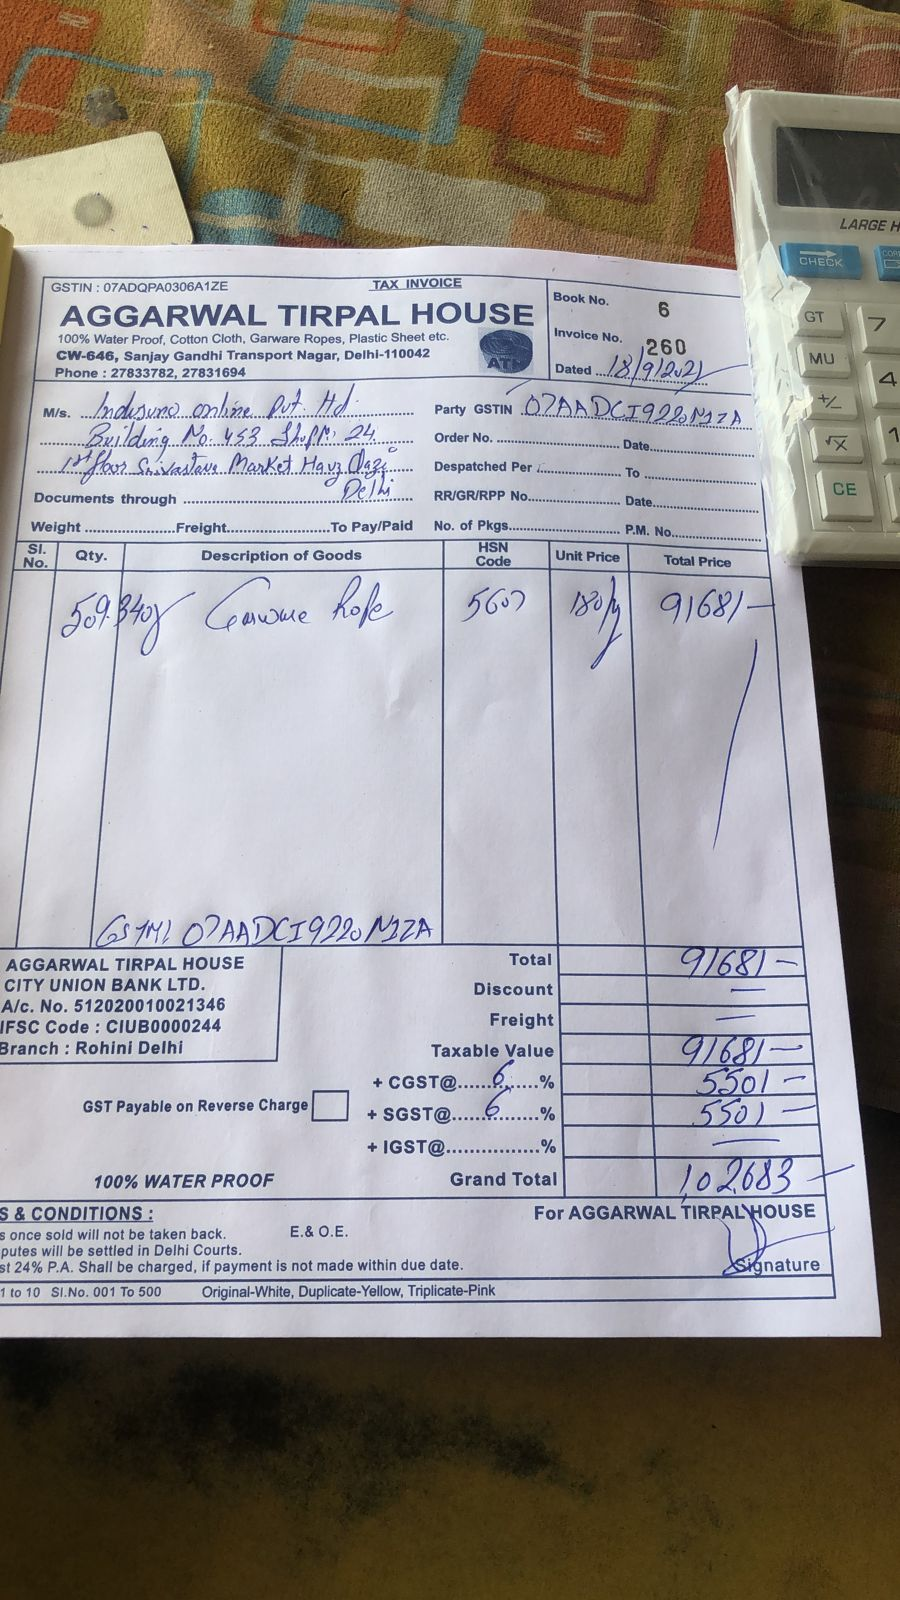 GSTIN : 07ADQPA0306A1ZE
TAX INVOICE
AGGARWAL TIRPAL HOUSE
100% Water Proof, Cotton Cloth, Garware Ropes, Plastic Sheet etc.
CW-646, Sanjay Gandhi Transport Nagar, Delhi-110042
Phone : 27833782, 27831694
ATH
Book No. 6
Invoice No. 260
Dated 18/9/2021
M/s. online Pvt. Ltd.
Building No. 453 Shop No. 24
1st floor Srivastava Market Hauz Qazi
Delhi
Documents through
Weight Freight To Pay/Paid
Party GSTIN 07AADCI9220M1ZA
Order No. Date
Despatched Per To
RR/GR/RPP No. Date
No. of Pkgs. P.M. No.
Sl. No. Qty. Description of Goods HSN Code Unit Price Total Price
509.340 Garware Rope 5607 180/ 91681-
GSTIN 07AADCI9220M1ZA
AGGARWAL TIRPAL HOUSE
CITY UNION BANK LTD.
A/c. No. 512020010021346
IFSC Code : CIUB0000244
Branch : Rohini Delhi
GST Payable on Reverse Charge
100% WATER PROOF
Total 91681-
Discount —
Freight —
Taxable Value 91681-
+ CGST@ 6 % 5501-
+ SGST@ 6 % 5501-
+ IGST@ % —
Grand Total 102683-
S & CONDITIONS :
s once sold will not be taken back. E.& O.E.
putes will be settled in Delhi Courts.
st 24% P.A. Shall be charged, if payment is not made within due date.
For AGGARWAL TIRPAL HOUSE
Signature
1 to 10 Sl.No. 001 To 500 Original-White, Duplicate-Yellow, Triplicate-Pink
LARGE H
CHECK
GT
7
MU
4
+/-
√X
1
CE